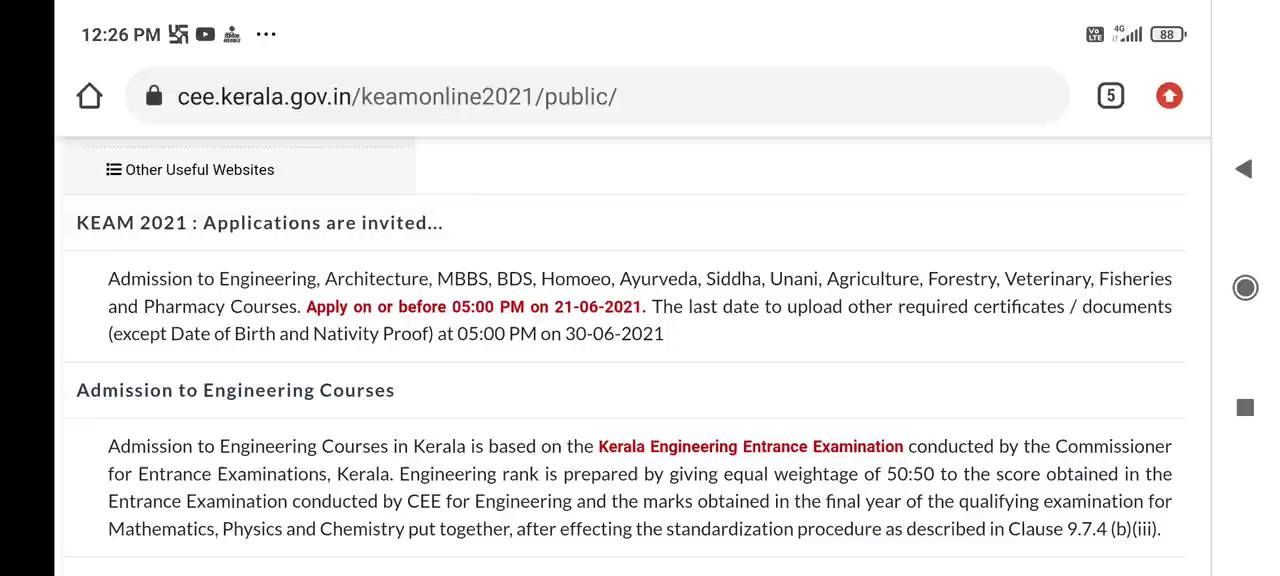 12:26 PM
4G
Vo
LTE
88
cee.kerala.gov.in/keamonline2021/public/
5
Other Useful Websites
KEAM 2021 : Applications are invited...
Admission to Engineering, Architecture, MBBS, BDS, Homoeo, Ayurveda, Siddha, Unani, Agriculture, Forestry, Veterinary, Fisheries
and Pharmacy Courses. Apply on or before 05:00 PM on 21-06-2021. The last date to upload other required certificates / documents
(except Date of Birth and Nativity Proof) at 05:00 PM on 30-06-2021
Admission to Engineering Courses
Admission to Engineering Courses in Kerala is based on the Kerala Engineering Entrance Examination conducted by the Commissioner
for Entrance Examinations, Kerala. Engineering rank is prepared by giving equal weightage of 50:50 to the score obtained in the
Entrance Examination conducted by CEE for Engineering and the marks obtained in the final year of the qualifying examination for
Mathematics, Physics and Chemistry put together, after effecting the standardization procedure as described in Clause 9.7.4 (b)(iii).